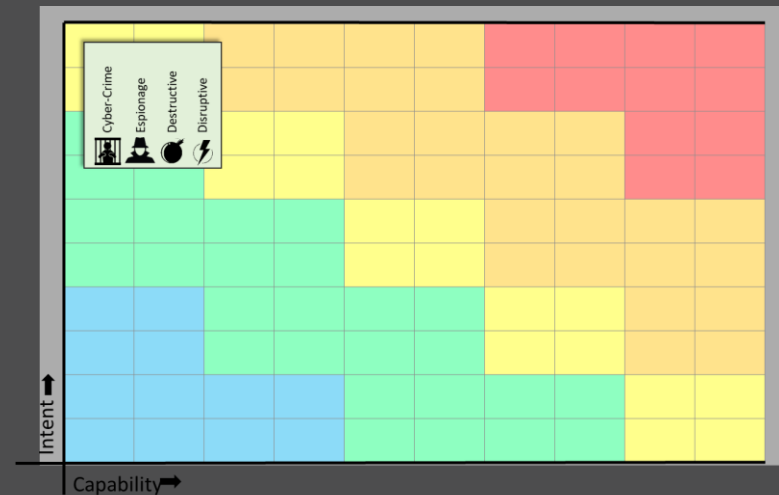 Cyber-Crime
Espionage
Destructive
Disruptive
Intent
Capability